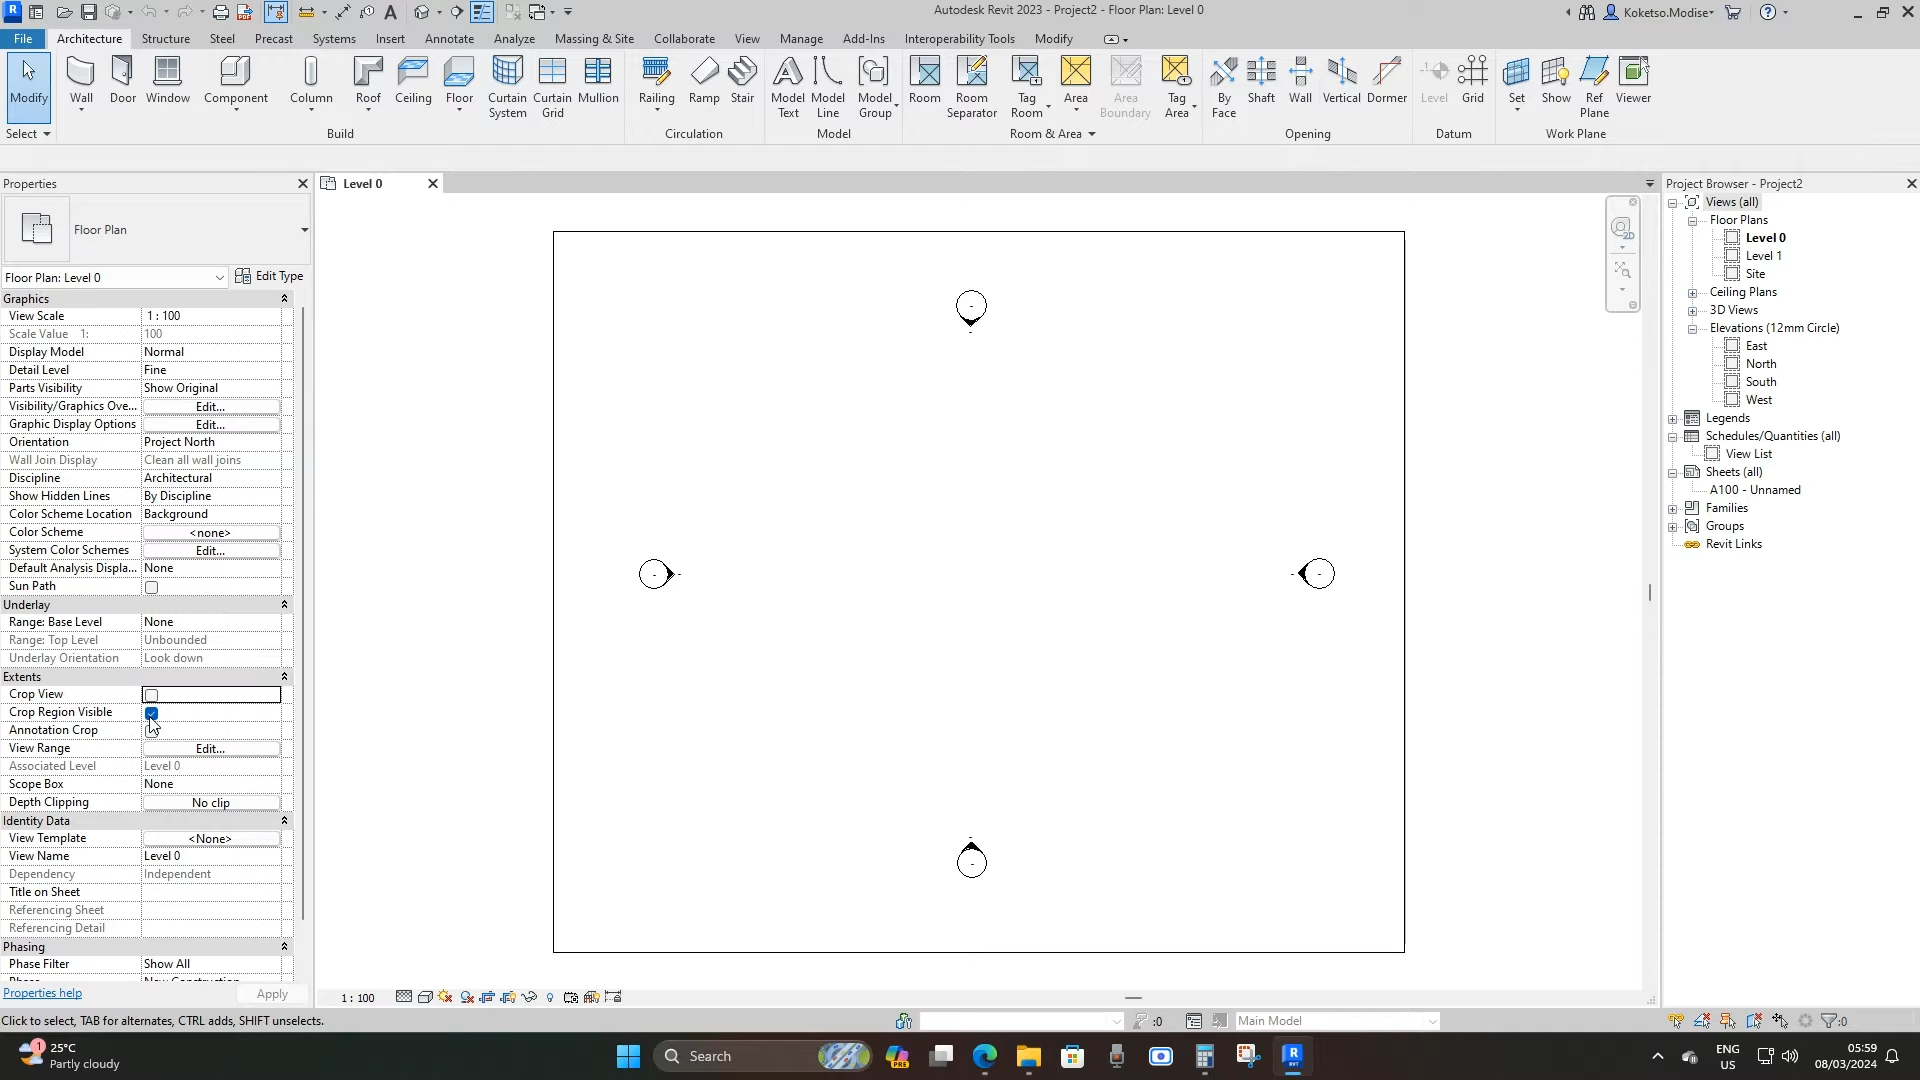 Autodesk Revit 2023 - Project2 - Floor Plan: Level 0
Koketso.Modise
File Architecture Structure Steel Precast Systems Insert Annotate Analyze Massing & Site Collaborate View Manage Add-Ins Interoperability Tools Modify
Modify Wall Door Window Component Column Roof Ceiling Floor Curtain System Curtain Grid Mullion Railing Ramp Stair Model Text Model Line Model Group Room Room Separator Tag Room Area Area Boundary Tag Area By Face Shaft Wall Vertical Dormer Level Grid Set Show Ref Plane Viewer
Select Build Circulation Model Room & Area Opening Datum Work Plane
Properties
Floor Plan
Floor Plan: Level 0 Edit Type
Graphics
View Scale 1 : 100
Scale Value 1: 100
Display Model Normal
Detail Level Fine
Parts Visibility Show Original
Visibility/Graphics Ove... Edit...
Graphic Display Options Edit...
Orientation Project North
Wall Join Display Clean all wall joins
Discipline Architectural
Show Hidden Lines By Discipline
Color Scheme Location Background
Color Scheme <none>
System Color Schemes Edit...
Default Analysis Displa... None
Sun Path
Underlay
Range: Base Level None
Range: Top Level Unbounded
Underlay Orientation Look down
Extents
Crop View
Crop Region Visible
Annotation Crop
View Range Edit...
Associated Level Level 0
Scope Box None
Depth Clipping No clip
Identity Data
View Template <None>
View Name Level 0
Dependency Independent
Title on Sheet
Referencing Sheet
Referencing Detail
Phasing
Phase Filter Show All
Properties help Apply
Level 0
2D
1 : 100
Project Browser - Project2
Views (all)
Floor Plans
Level 0
Level 1
Site
Ceiling Plans
3D Views
Elevations (12mm Circle)
East
North
South
West
Legends
Schedules/Quantities (all)
View List
Sheets (all)
A100 - Unnamed
Families
Groups
Revit Links
Click to select, TAB for alternates, CTRL adds, SHIFT unselects. :0 Main Model :0
25°C
Partly cloudy
Search
PRE
ENG
US
05:59
08/03/2024